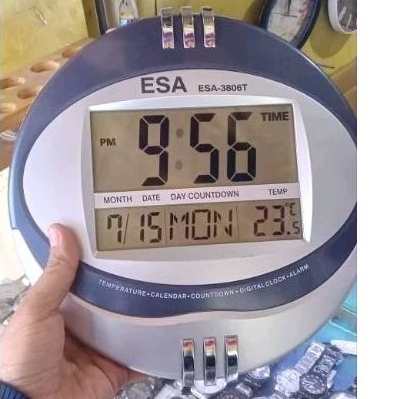 ESA ESA-3806T
TIME
PM 9:56
MONTH DATE DAY COUNTDOWN TEMP
7/15 MON 23.5°C
TEMPERATURE•CALENDAR•COUNTDOWN•DIGITAL CLOCK•ALARM